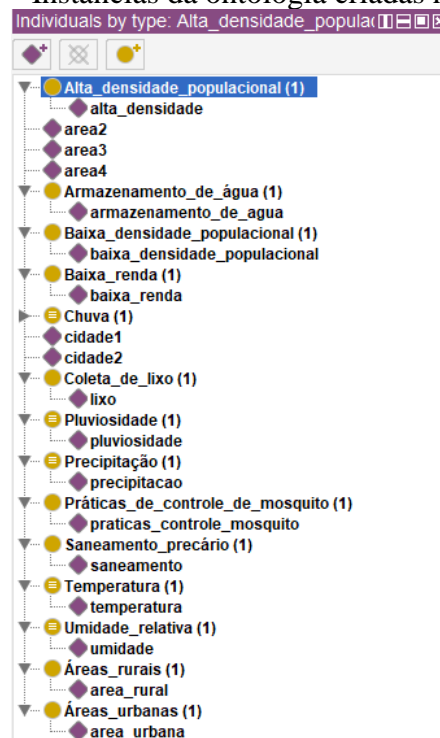 Instâncias da ontologia criadas
Individuals by type: Alta_densidade_populac
Alta_densidade_populacional (1)
alta_densidade
area2
area3
area4
Armazenamento_de_água (1)
armazenamento_de_agua
Baixa_densidade_populacional (1)
baixa_densidade_populacional
Baixa_renda (1)
baixa_renda
Chuva (1)
cidade1
cidade2
Coleta_de_lixo (1)
lixo
Pluviosidade (1)
pluviosidade
Precipitação (1)
precipitacao
Práticas_de_controle_de_mosquito (1)
praticas_controle_mosquito
Saneamento_precário (1)
saneamento
Temperatura (1)
temperatura
Umidade_relativa (1)
umidade
Áreas_rurais (1)
area_rural
Áreas_urbanas (1)
area_urbana